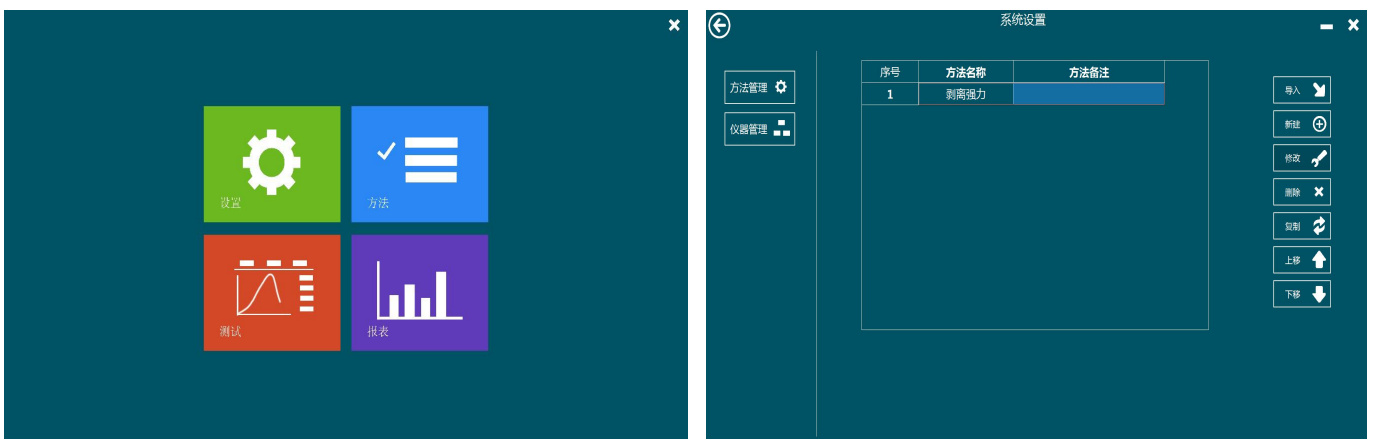 设置
方法
测试
报表
系统设置
方法管理
仪器管理
序号 方法名称 方法备注
1 剥离强力
导入
新建
修改
删除
复制
上移
下移